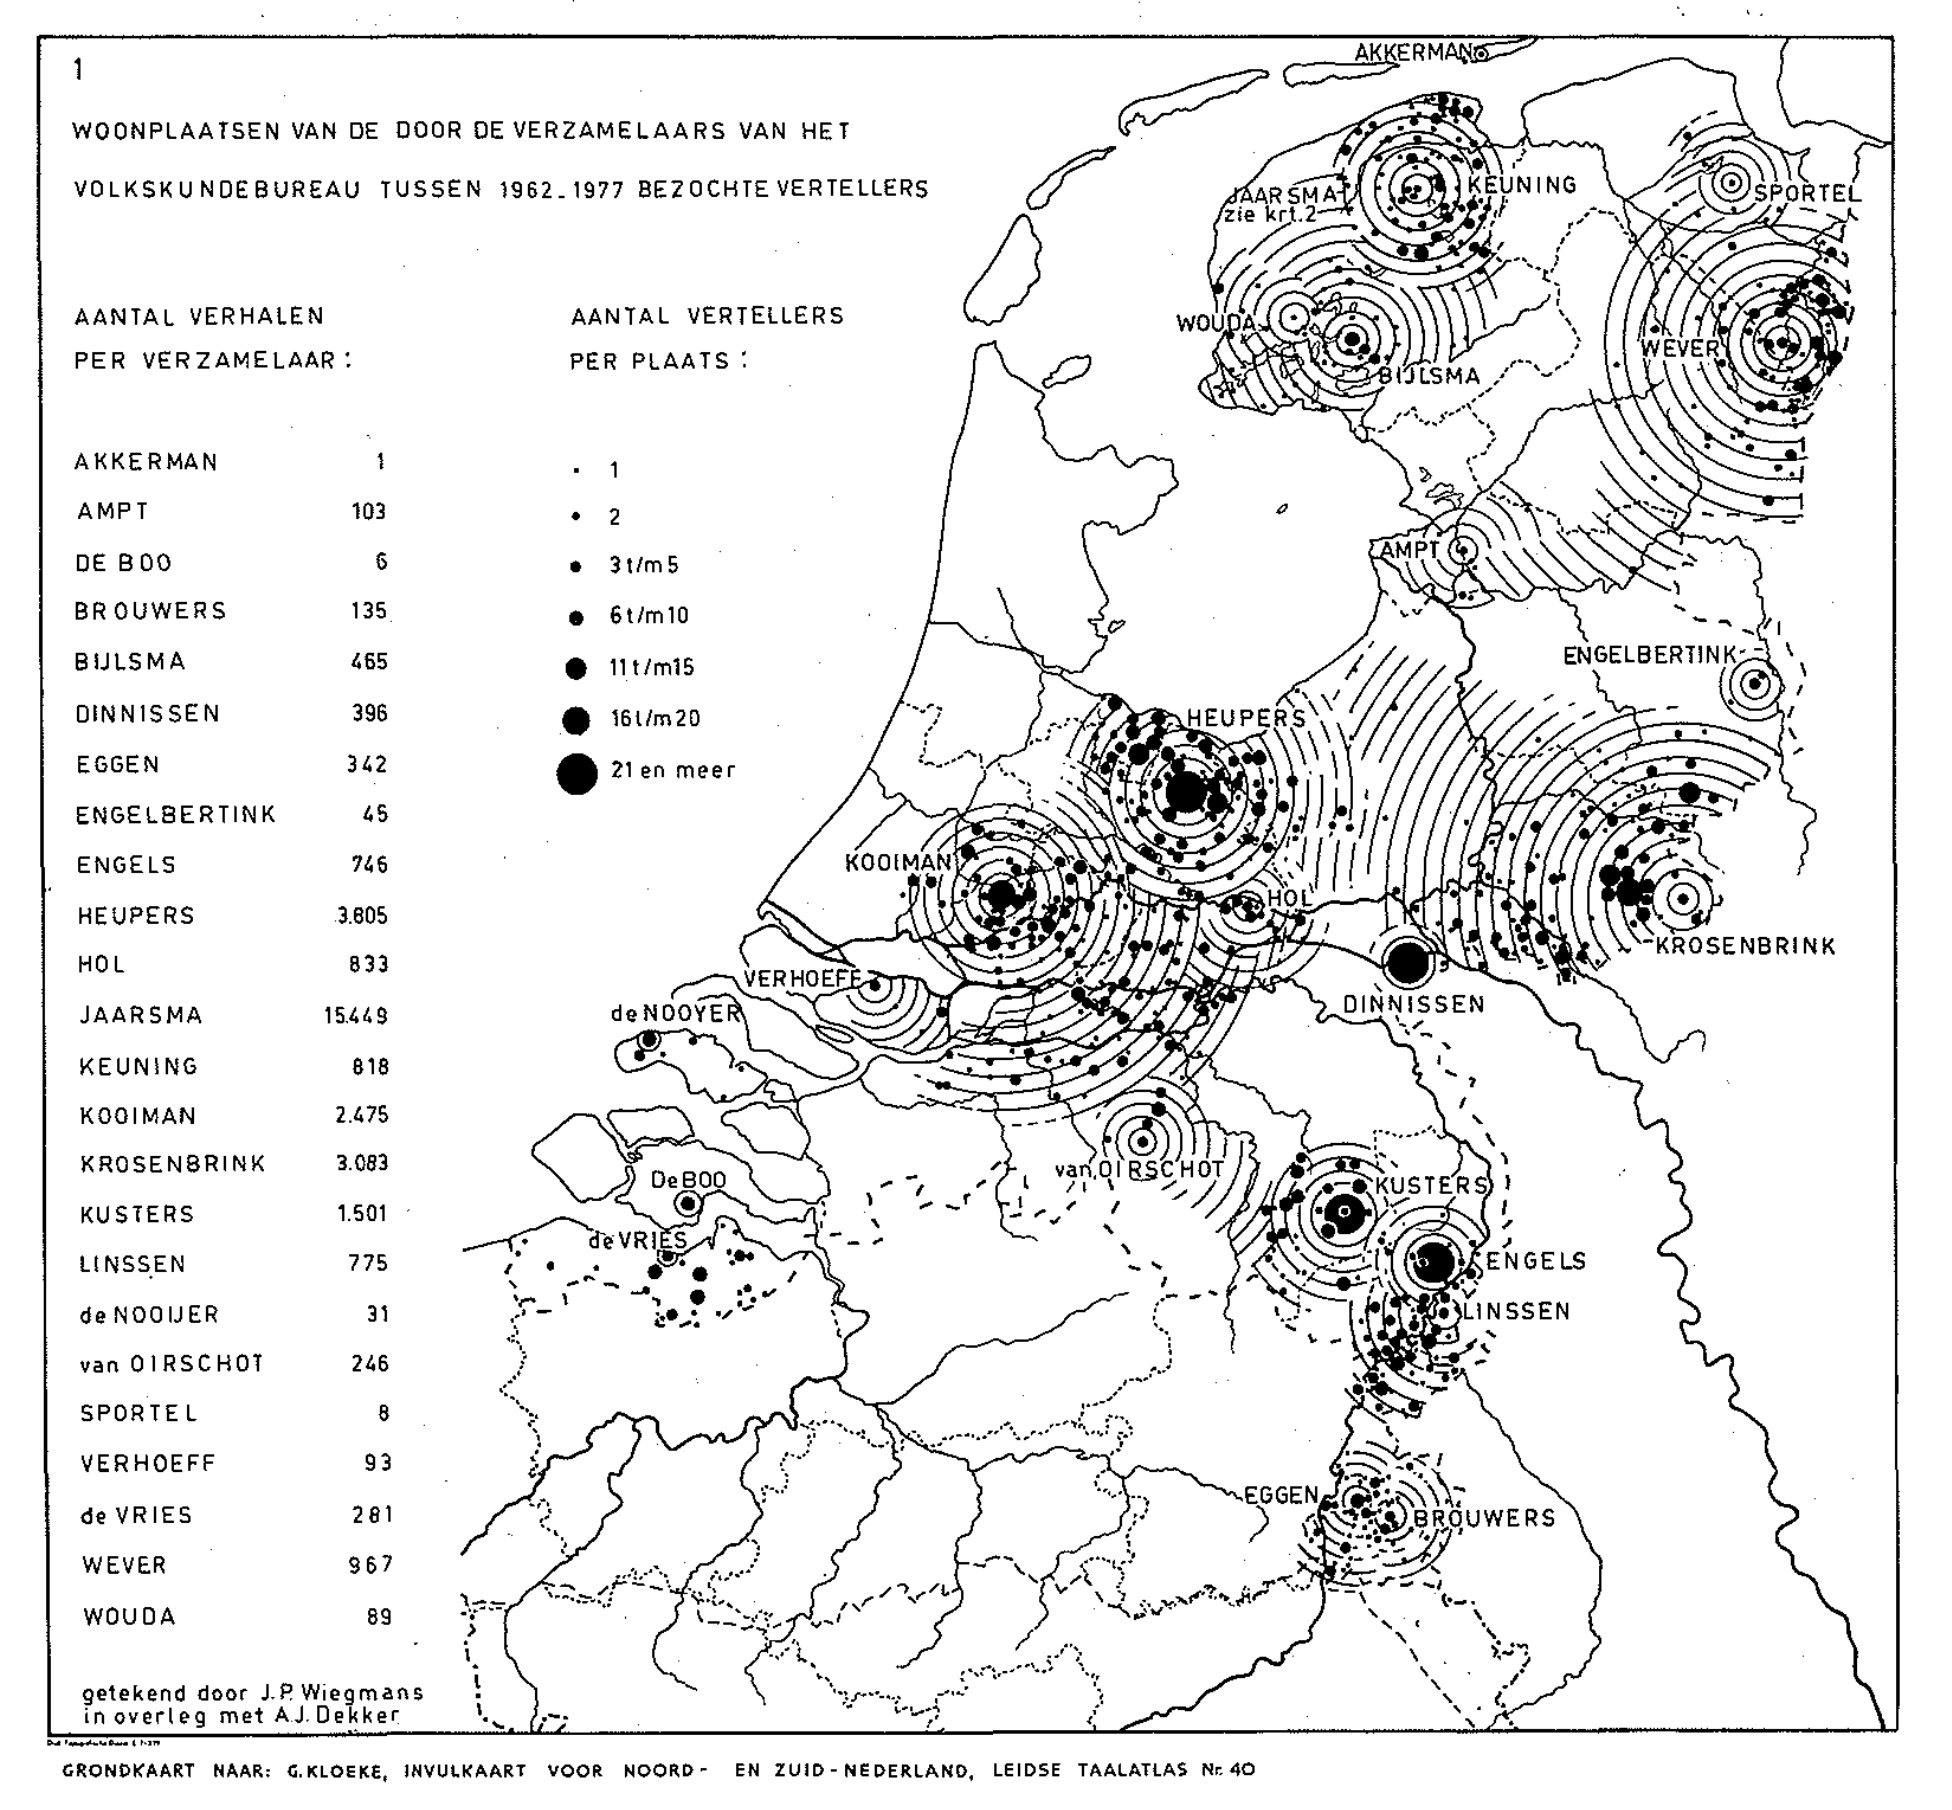 1
WOONPLAATSEN VAN DE DOOR DE VERZAMELAARS VAN HET
VOLKSKUNDEBUREAU TUSSEN 1962-1977 BEZOCHTE VERTELLERS
AANTAL VERHALEN
PER VERZAMELAAR:
AKKERMAN 1
AMPT 103
DE BOO 6
BROUWERS 135
BIJLSMA 465
DINNISSEN 396
EGGEN 342
ENGELBERTINK 45
ENGELS 746
HEUPERS 3.805
HOL 833
JAARSMA 15.449
KEUNING 818
KOOIMAN 2.475
KROSENBRINK 3.083
KUSTERS 1.501
LINSSEN 775
de NOOIJER 31
van OIRSCHOT 246
SPORTEL 8
VERHOEFF 93
de VRIES 281
WEVER 967
WOUDA 89
AANTAL VERTELLERS
PER PLAATS:
1
2
3 t/m 5
6 t/m 10
11 t/m 15
16 t/m 20
21 en meer
AKKERMAN
JAARSMA
zie krt. 2
KEUNING
SPORTEL
WOUDA
BIJLSMA
WEVER
AMPT
ENGELBERTINK
HEUPERS
KOOIMAN
HOL
KROSENBRINK
VERHOEFF
DINNISSEN
de NOOYER
van OIRSCHOT
De BOO
KUSTERS
de VRIES
ENGELS
LINSSEN
EGGEN
BROUWERS
getekend door J.P. Wiegmans
in overleg met A.J. Dekker
GRONDKAART NAAR: G. KLOEKE, INVULKAART VOOR NOORD- EN ZUID-NEDERLAND, LEIDSE TAALATLAS Nr. 40